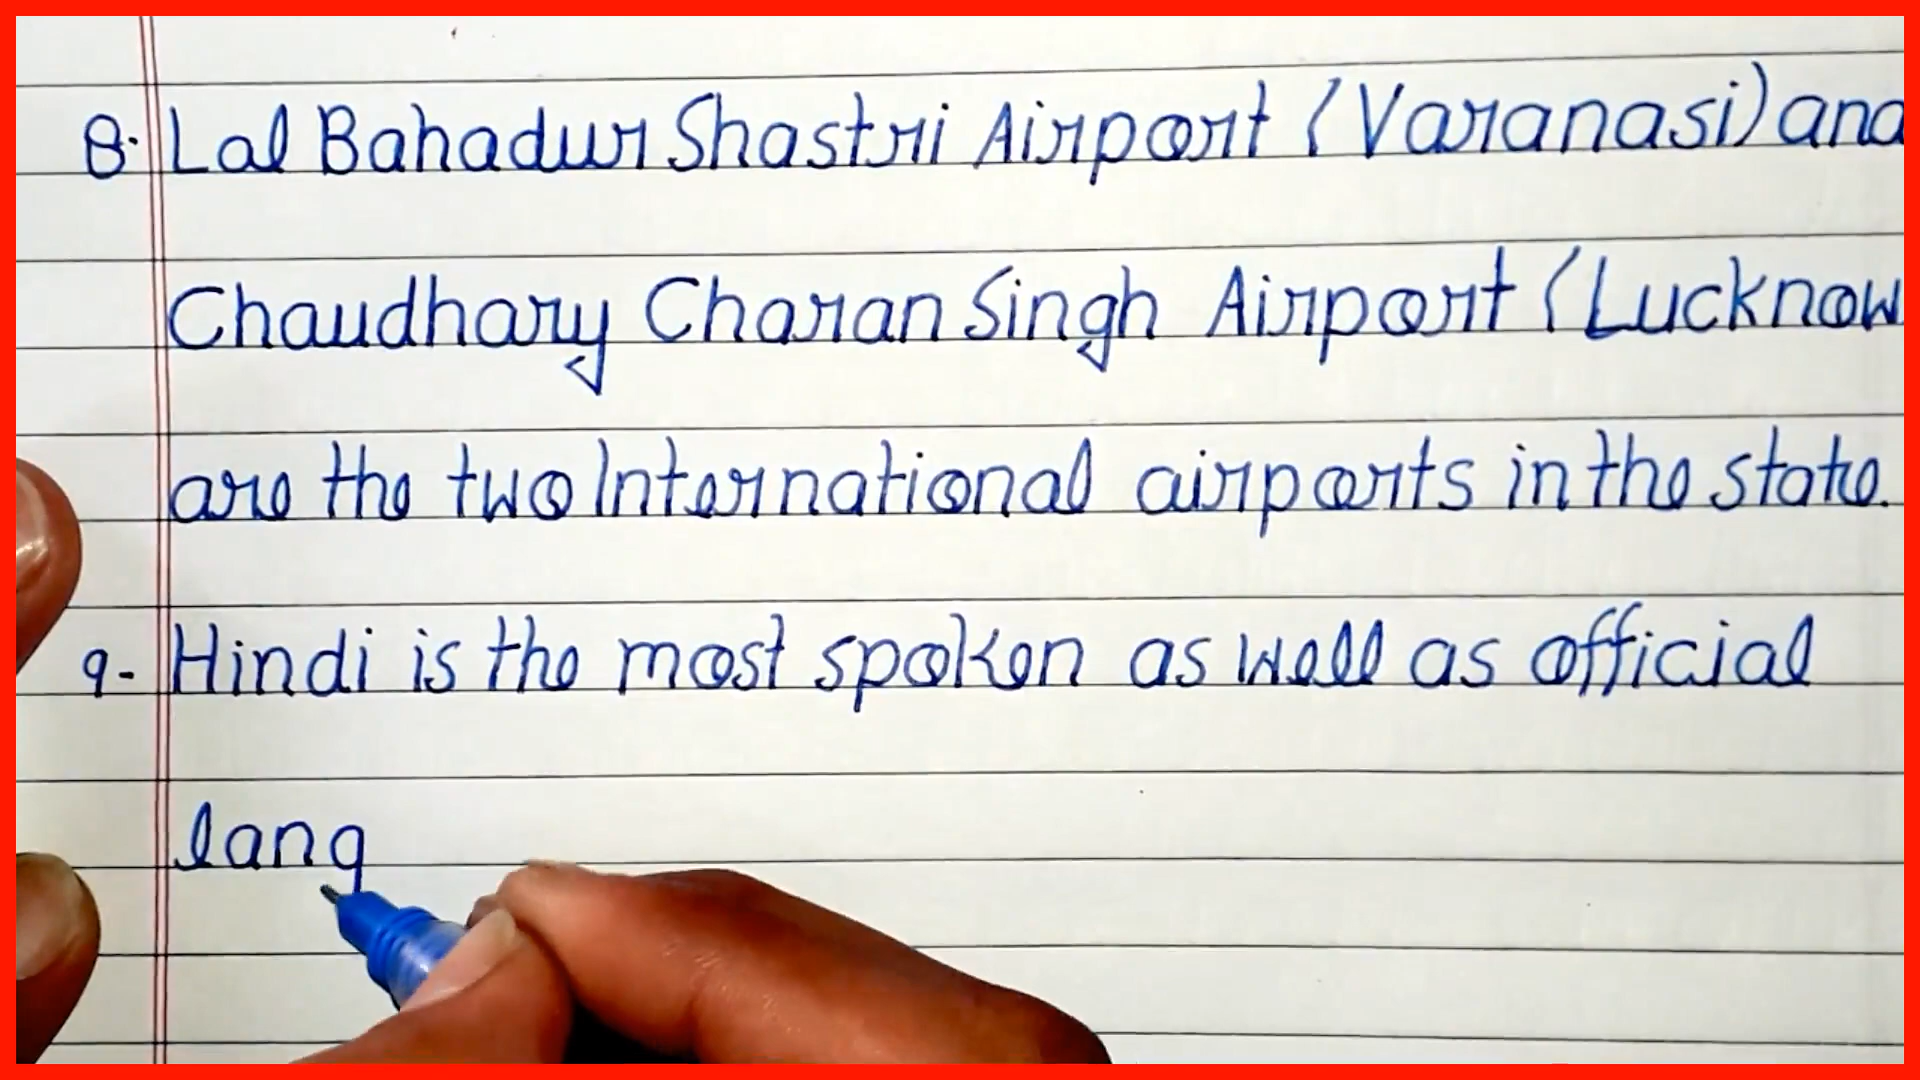 8. Lal Bahadur Shastri Airport (Varanasi) and
Chaudhary Charan Singh Airport (Lucknow
are the two International airports in the state.
9- Hindi is the most spoken as well as official
lang